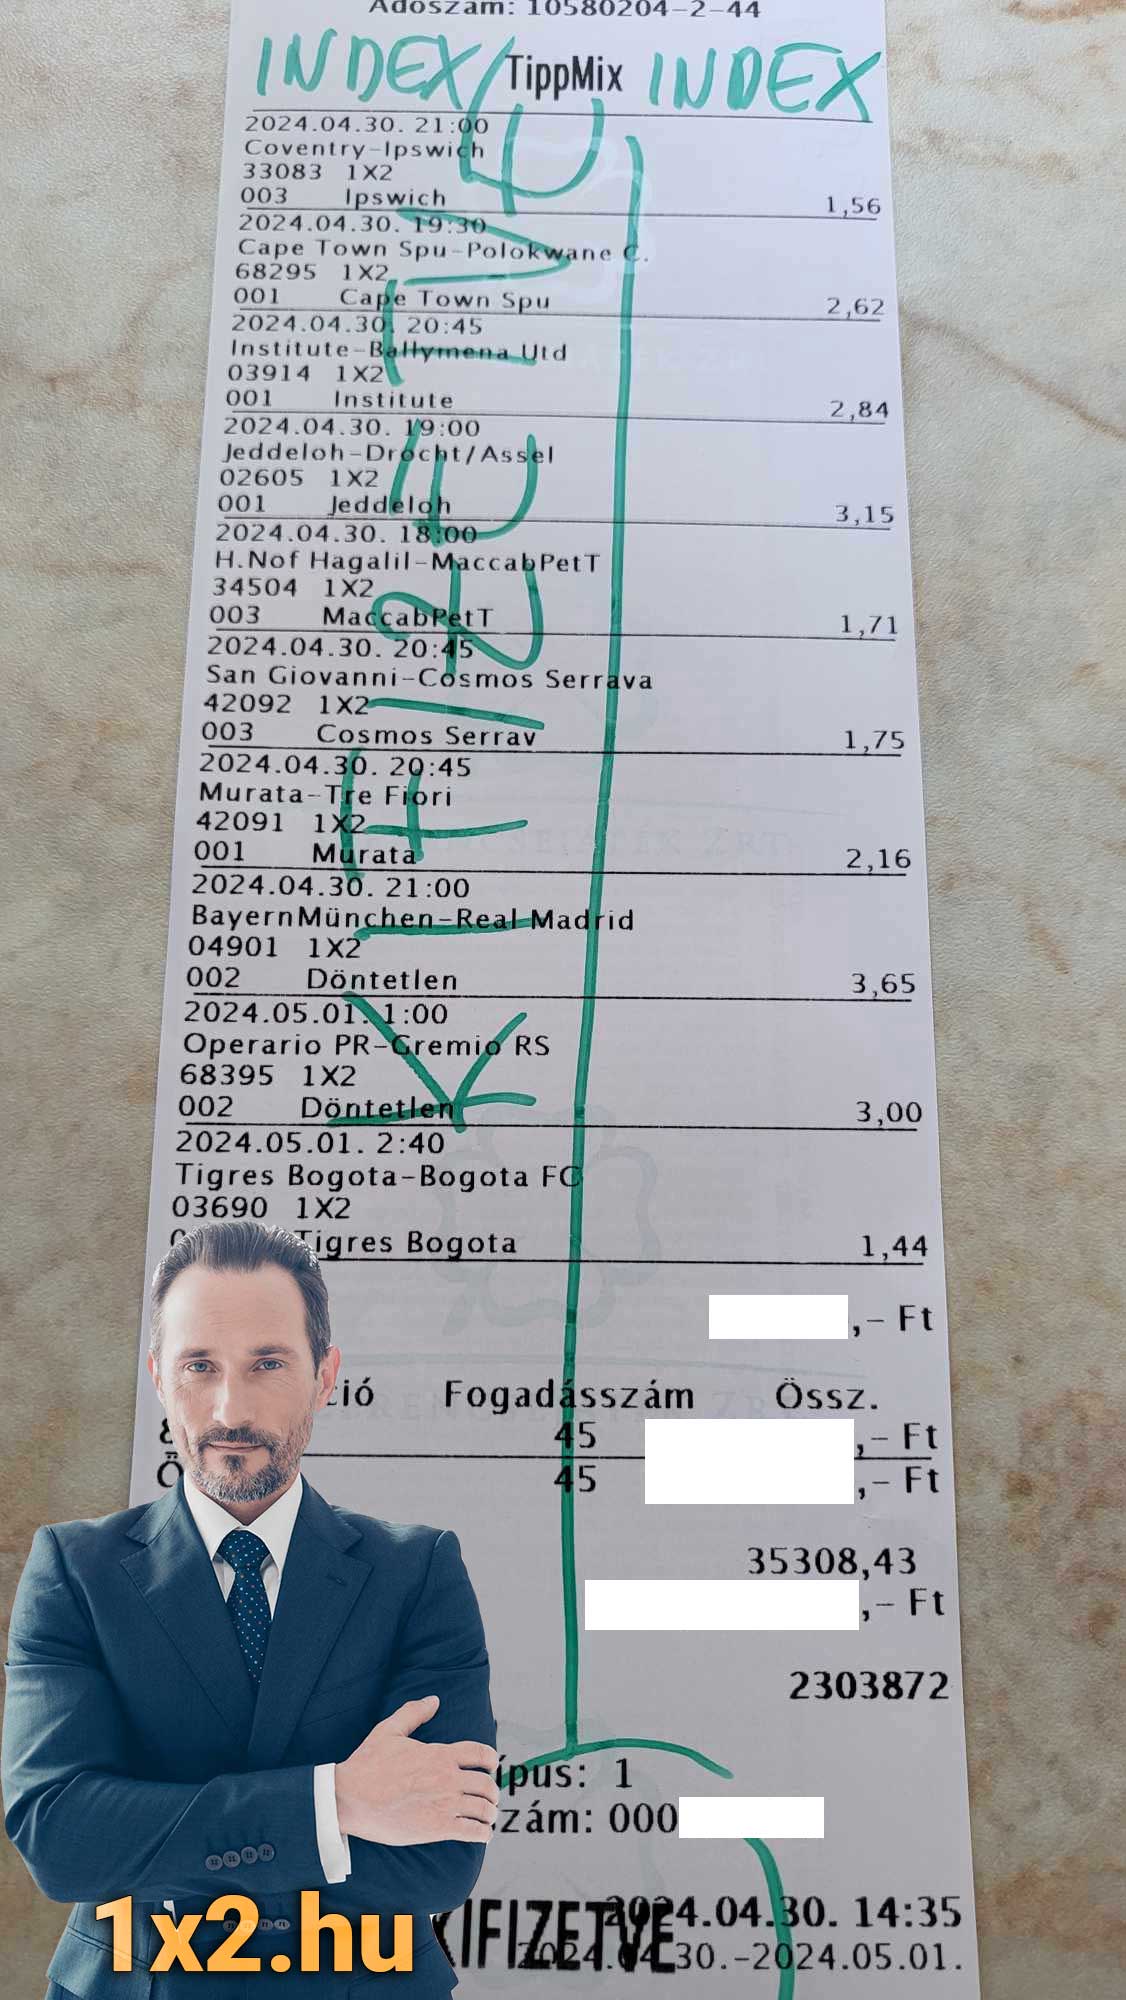 Adószám: 10580204-2-44
INDEX/ TippMix INDEX
2024.04.30. 21:00
Coventry-Ipswich
33083 1X2
003 Ipswich 1,56
2024.04.30. 19:30
Cape Town Spu-Polokwane C.
68295 1X2
001 Cape Town Spu 2,62
2024.04.30. 20:45
Institute-Ballymena Utd
03914 1X2
001 Institute 2,84
2024.04.30. 19:00
Jeddeloh-Drocht/Assel
02605 1X2
001 Jeddeloh 3,15
2024.04.30. 18:00
H.Nof Hagalil-MaccabPetT
34504 1X2
003 MaccabPetT 1,71
2024.04.30. 20:45
San Giovanni-Cosmos Serrava
42092 1X2
003 Cosmos Serrav 1,75
2024.04.30. 20:45
Murata-Tre Fiori
42091 1X2
001 Murata 2,16
2024.04.30. 21:00
BayernMünchen-Real Madrid
04901 1X2
002 Döntetlen 3,65
2024.05.01. 1:00
Operario PR-Gremio RS
68395 1X2
002 Döntetlen 3,00
2024.05.01. 2:40
Tigres Bogota-Bogota FC
03690 1X2
Tigres Bogota 1,44
KIFIZETVE
,- Ft
ció Fogadásszám Össz.
8 45 ,- Ft
Ö 45 ,- Ft
35308,43
,- Ft
2303872
ípus: 1
szám: 000
KIFIZETVE
2024.04.30. 14:35
2024.04.30.-2024.05.01.
1x2.hu